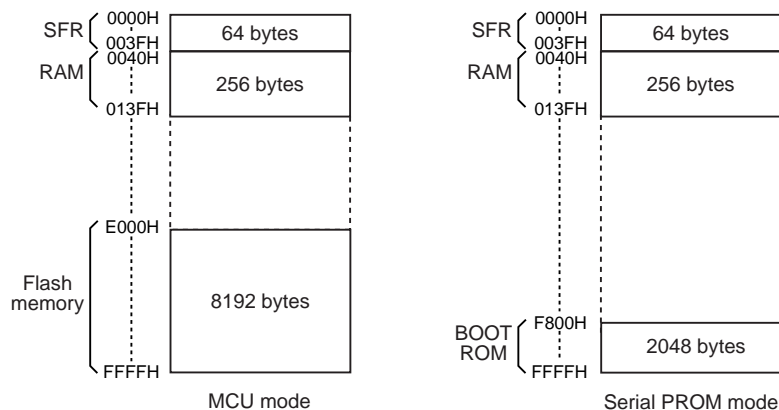 SFR
0000H
003FH
64 bytes
RAM
0040H
013FH
256 bytes
Flash
memory
E000H
FFFFH
8192 bytes
MCU mode
SFR
0000H
003FH
64 bytes
RAM
0040H
013FH
256 bytes
BOOT
ROM
F800H
FFFFH
2048 bytes
Serial PROM mode